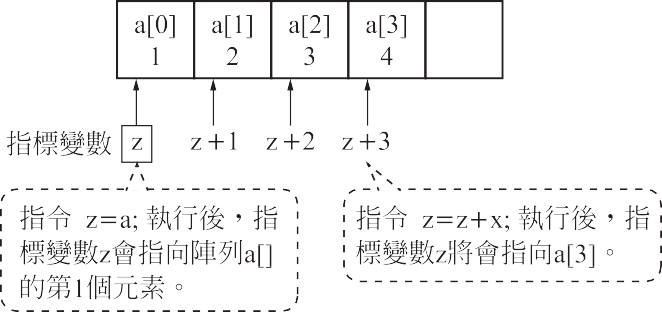 a[0] a[1] a[2] a[3]
1 2 3 4
指標變數 z z+1 z+2 z+3
指令 z=a; 執行後，指
標變數z會指向陣列a[]
的第1個元素。
指令 z=z+x; 執行後，指
標變數z將會指向a[3]。